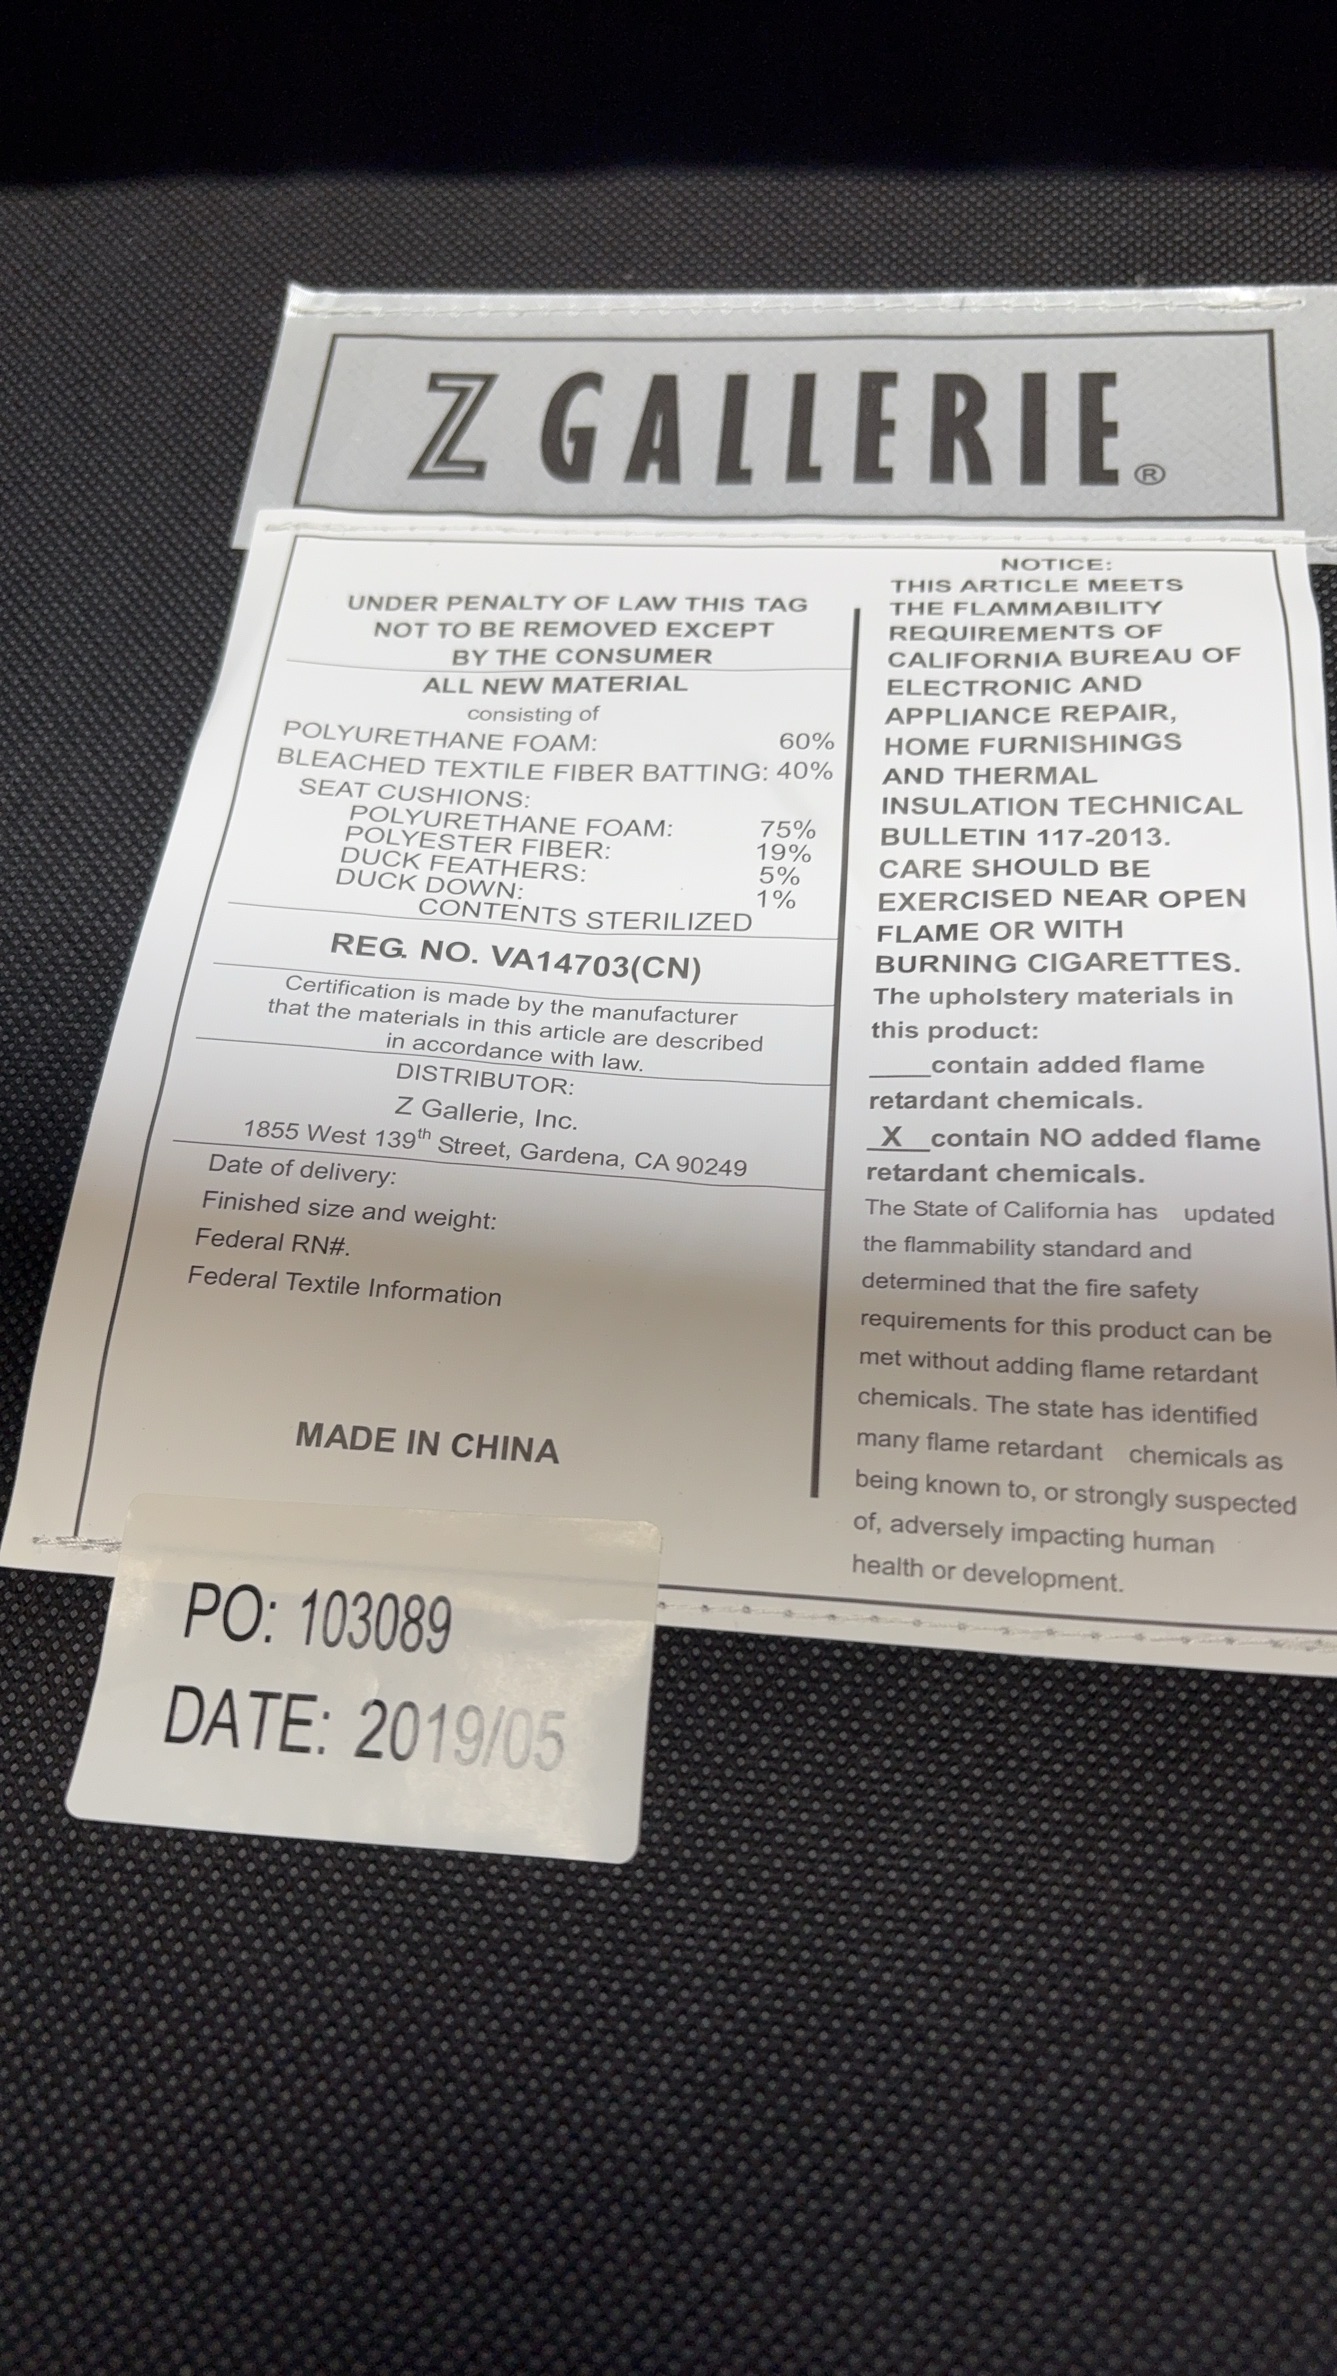 Z GALLERIE®
UNDER PENALTY OF LAW THIS TAG
NOT TO BE REMOVED EXCEPT
BY THE CONSUMER
ALL NEW MATERIAL
consisting of
POLYURETHANE FOAM: 60%
BLEACHED TEXTILE FIBER BATTING: 40%
SEAT CUSHIONS:
POLYURETHANE FOAM: 75%
POLYESTER FIBER: 19%
DUCK FEATHERS: 5%
DUCK DOWN: 1%
CONTENTS STERILIZED
REG. NO. VA14703(CN)
Certification is made by the manufacturer
that the materials in this article are described
in accordance with law.
DISTRIBUTOR:
Z Gallerie, Inc.
1855 West 139th Street, Gardena, CA 90249
Date of delivery:
Finished size and weight:
Federal RN#.
Federal Textile Information
MADE IN CHINA
NOTICE:
THIS ARTICLE MEETS
THE FLAMMABILITY
REQUIREMENTS OF
CALIFORNIA BUREAU OF
ELECTRONIC AND
APPLIANCE REPAIR,
HOME FURNISHINGS
AND THERMAL
INSULATION TECHNICAL
BULLETIN 117-2013.
CARE SHOULD BE
EXERCISED NEAR OPEN
FLAME OR WITH
BURNING CIGARETTES.
The upholstery materials in
this product:
____contain added flame
retardant chemicals.
_X__contain NO added flame
retardant chemicals.
The State of California has updated
the flammability standard and
determined that the fire safety
requirements for this product can be
met without adding flame retardant
chemicals. The state has identified
many flame retardant chemicals as
being known to, or strongly suspected
of, adversely impacting human
health or development.
PO: 103089
DATE: 2019/05